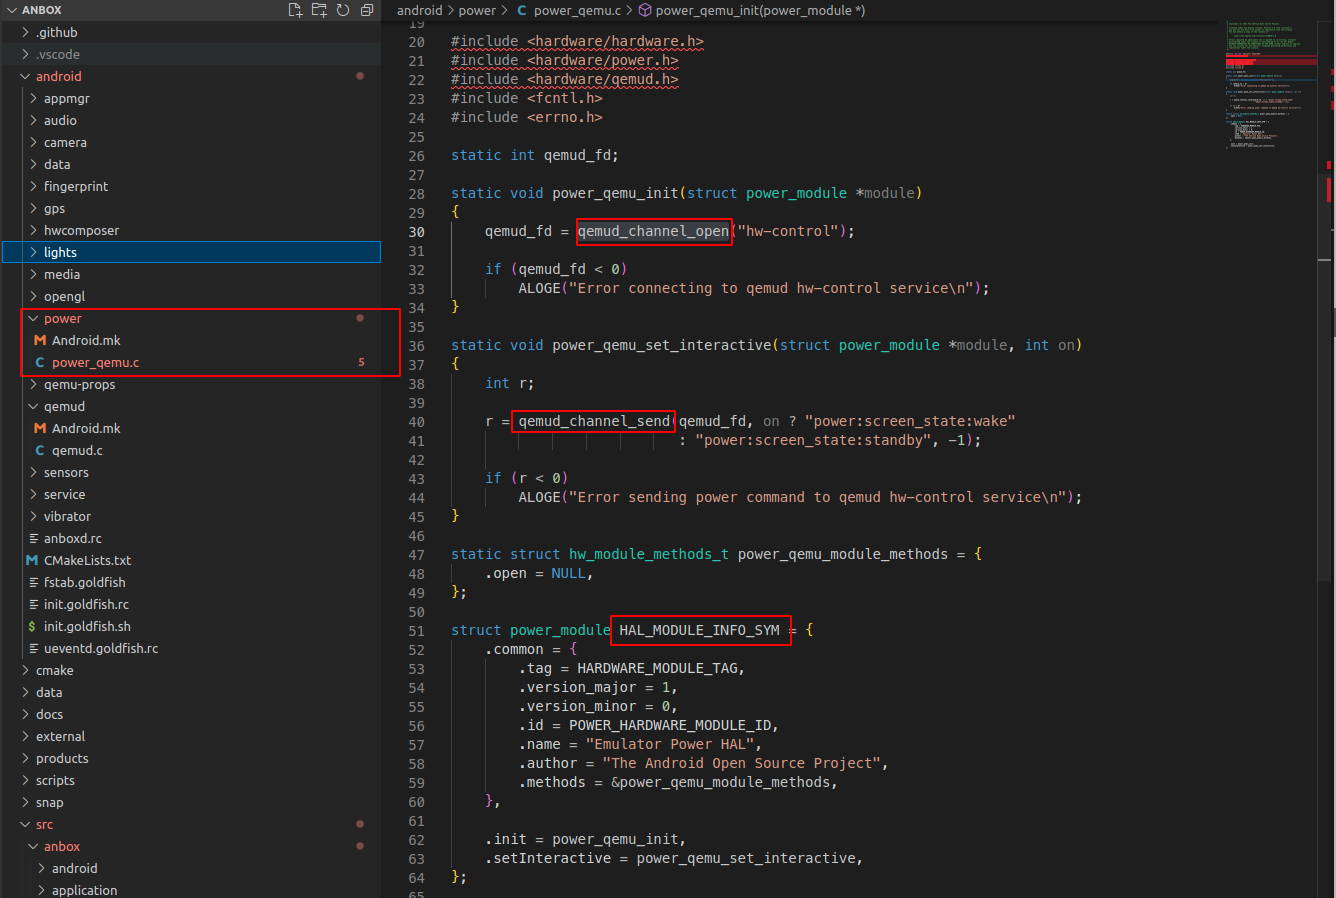 ANBOX
.github
.vscode
android
appmgr
audio
camera
data
fingerprint
gps
hwcomposer
lights
media
opengl
power
Android.mk
power_qemu.c 5
qemu-props
qemud
Android.mk
qemud.c
sensors
service
vibrator
anboxd.rc
CMakeLists.txt
fstab.goldfish
init.goldfish.rc
init.goldfish.sh
ueventd.goldfish.rc
cmake
data
docs
external
products
scripts
snap
src
anbox
android
application
android > power > C power_qemu.c > power_qemu_init(power_module *)
19
20 #include <hardware/hardware.h>
21 #include <hardware/power.h>
22 #include <hardware/qemud.h>
23 #include <fcntl.h>
24 #include <errno.h>
25
26 static int qemud_fd;
27
28 static void power_qemu_init(struct power_module *module)
29 {
30 qemud_fd = qemud_channel_open("hw-control");
31
32 if (qemud_fd < 0)
33 ALOGE("Error connecting to qemud hw-control service\n");
34 }
35
36 static void power_qemu_set_interactive(struct power_module *module, int on)
37 {
38 int r;
39
40 r = qemud_channel_send(qemud_fd, on ? "power:screen_state:wake"
41 : "power:screen_state:standby", -1);
42
43 if (r < 0)
44 ALOGE("Error sending power command to qemud hw-control service\n");
45 }
46
47 static struct hw_module_methods_t power_qemu_module_methods = {
48 .open = NULL,
49 };
50
51 struct power_module HAL_MODULE_INFO_SYM = {
52 .common = {
53 .tag = HARDWARE_MODULE_TAG,
54 .version_major = 1,
55 .version_minor = 0,
56 .id = POWER_HARDWARE_MODULE_ID,
57 .name = "Emulator Power HAL",
58 .author = "The Android Open Source Project",
59 .methods = &power_qemu_module_methods,
60 },
61
62 .init = power_qemu_init,
63 .setInteractive = power_qemu_set_interactive,
64 };
65